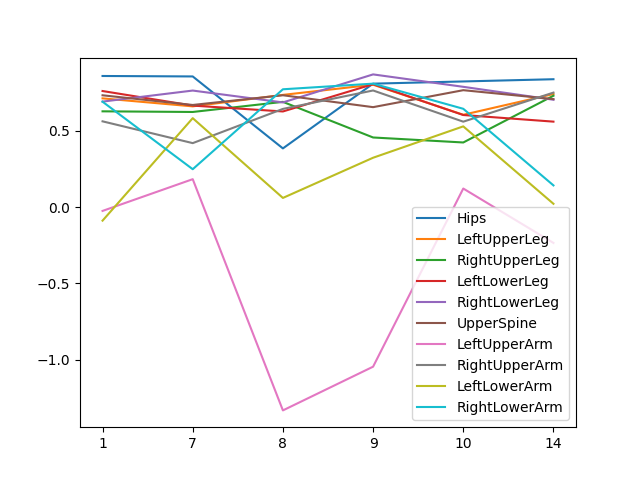 0.5
0.0
−0.5
−1.0
1 7 8 9 10 14
Hips
LeftUpperLeg
RightUpperLeg
LeftLowerLeg
RightLowerLeg
UpperSpine
LeftUpperArm
RightUpperArm
LeftLowerArm
RightLowerArm